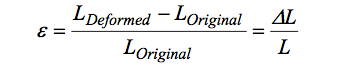 ε = (L_Deformed − L_Original) / L_Original = ΔL / L